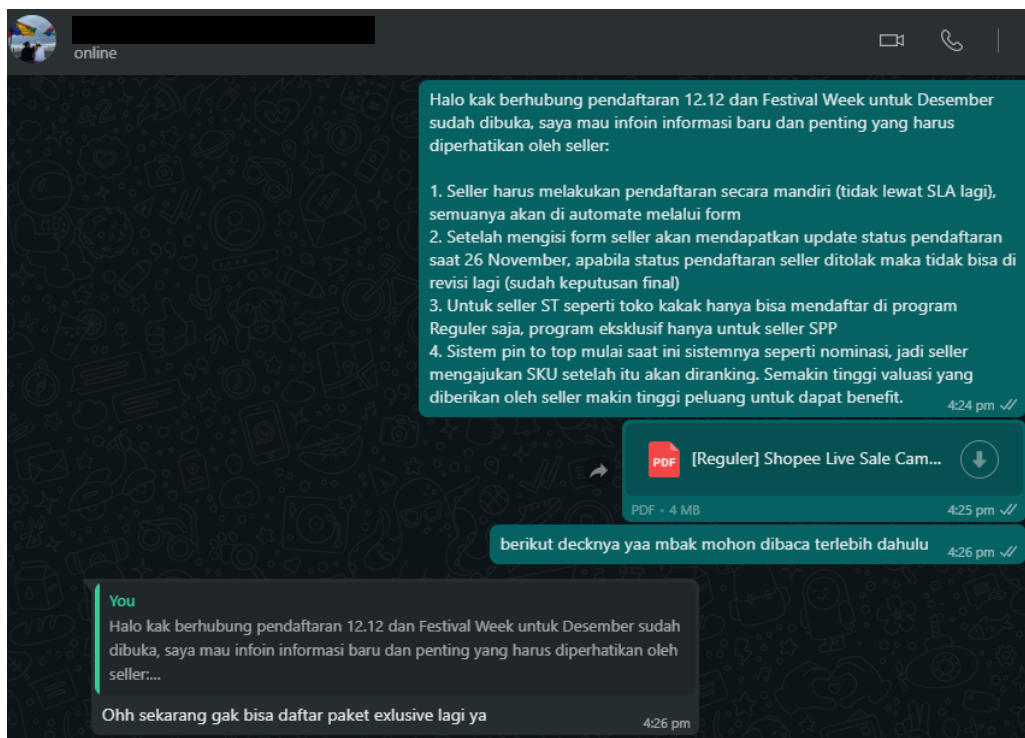 online
Halo kak berhubung pendaftaran 12.12 dan Festival Week untuk Desember
sudah dibuka, saya mau infoin informasi baru dan penting yang harus
diperhatikan oleh seller:
1. Seller harus melakukan pendaftaran secara mandiri (tidak lewat SLA lagi),
semuanya akan di automate melalui form
2. Setelah mengisi form seller akan mendapatkan update status pendaftaran
saat 26 November, apabila status pendaftaran seller ditolak maka tidak bisa di
revisi lagi (sudah keputusan final)
3. Untuk seller ST seperti toko kakak hanya bisa mendaftar di program
Reguler saja, program eksklusif hanya untuk seller SPP
4. Sistem pin to top mulai saat ini sistemnya seperti nominasi, jadi seller
mengajukan SKU setelah itu akan diranking. Semakin tinggi valuasi yang
diberikan oleh seller makin tinggi peluang untuk dapat benefit.
4:24 pm
PDF
[Reguler] Shopee Live Sale Cam...
PDF • 4 MB
4:25 pm
berikut decknya yaa mbak mohon dibaca terlebih dahulu
4:26 pm
You
Halo kak berhubung pendaftaran 12.12 dan Festival Week untuk Desember sudah
dibuka, saya mau infoin informasi baru dan penting yang harus diperhatikan oleh
seller:...
Ohh sekarang gak bisa daftar paket exlusive lagi ya
4:26 pm